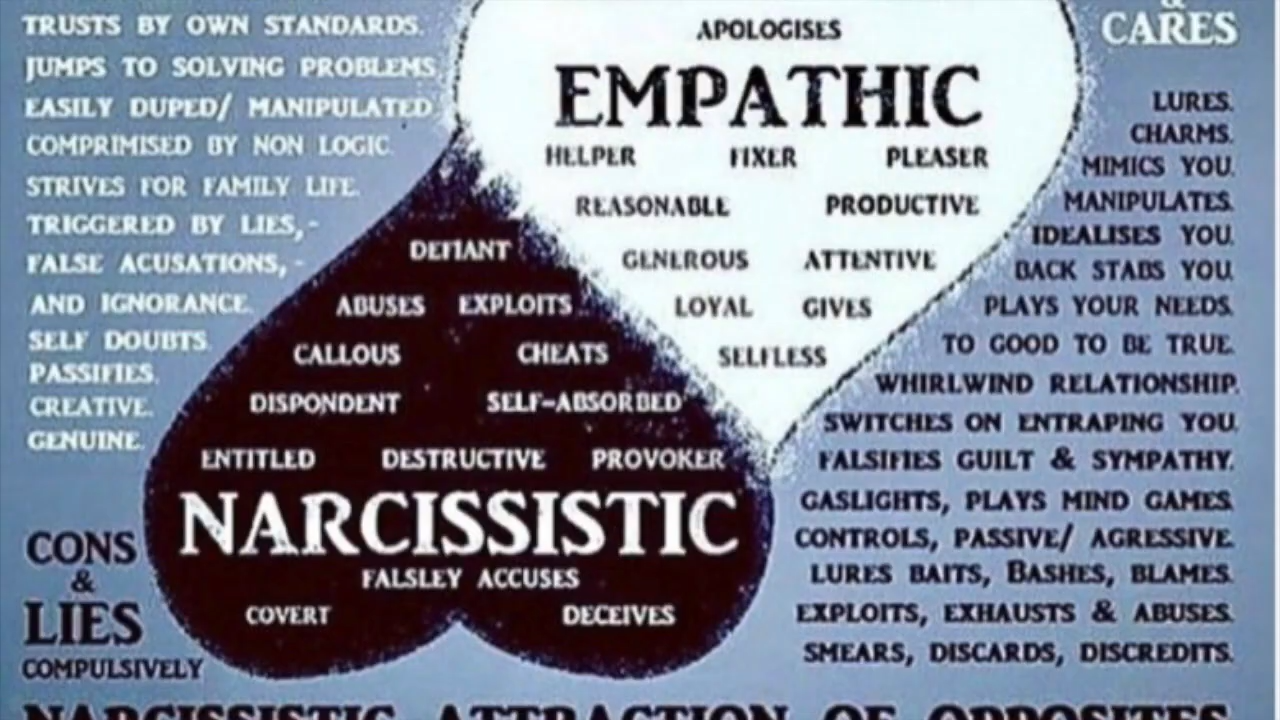 TRUSTS BY OWN STANDARDS.
JUMPS TO SOLVING PROBLEMS
EASILY DUPED/ MANIPULATED
COMPRIMISED BY NON LOGIC.
STRIVES FOR FAMILY LIFE.
TRIGGERED BY LIES,-
FALSE ACUSATIONS,-
AND IGNORANCE.
SELF DOUBTS.
PASSIFIES.
CREATIVE.
GENUINE.
CONS
&
LIES
COMPULSIVELY
APOLOGISES
EMPATHIC
HELPER FIXER PLEASER
REASONABLE PRODUCTIVE
GENEROUS ATTENTIVE
LOYAL GIVES
SELFLESS
DEFIANT
ABUSES EXPLOITS
CALLOUS CHEATS
DISPONDENT SELF-ABSORBED
ENTITLED DESTRUCTIVE PROVOKER
NARCISSISTIC
FALSLEY ACCUSES
COVERT DECEIVES
&
CARES
LURES.
CHARMS.
MIMICS YOU.
MANIPULATES.
IDEALISES YOU.
BACK STABS YOU.
PLAYS YOUR NEEDS.
TO GOOD TO BE TRUE.
WHIRLWIND RELATIONSHIP.
SWITCHES ON ENTRAPING YOU.
FALSIFIES GUILT & SYMPATHY.
GASLIGHTS, PLAYS MIND GAMES.
CONTROLS, PASSIVE/ AGRESSIVE.
LURES BAITS, BASHES, BLAMES.
EXPLOITS, EXHAUSTS & ABUSES.
SMEARS, DISCARDS, DISCREDITS.
NARCISSISTIC ATTRACTION OF OPPOSITES